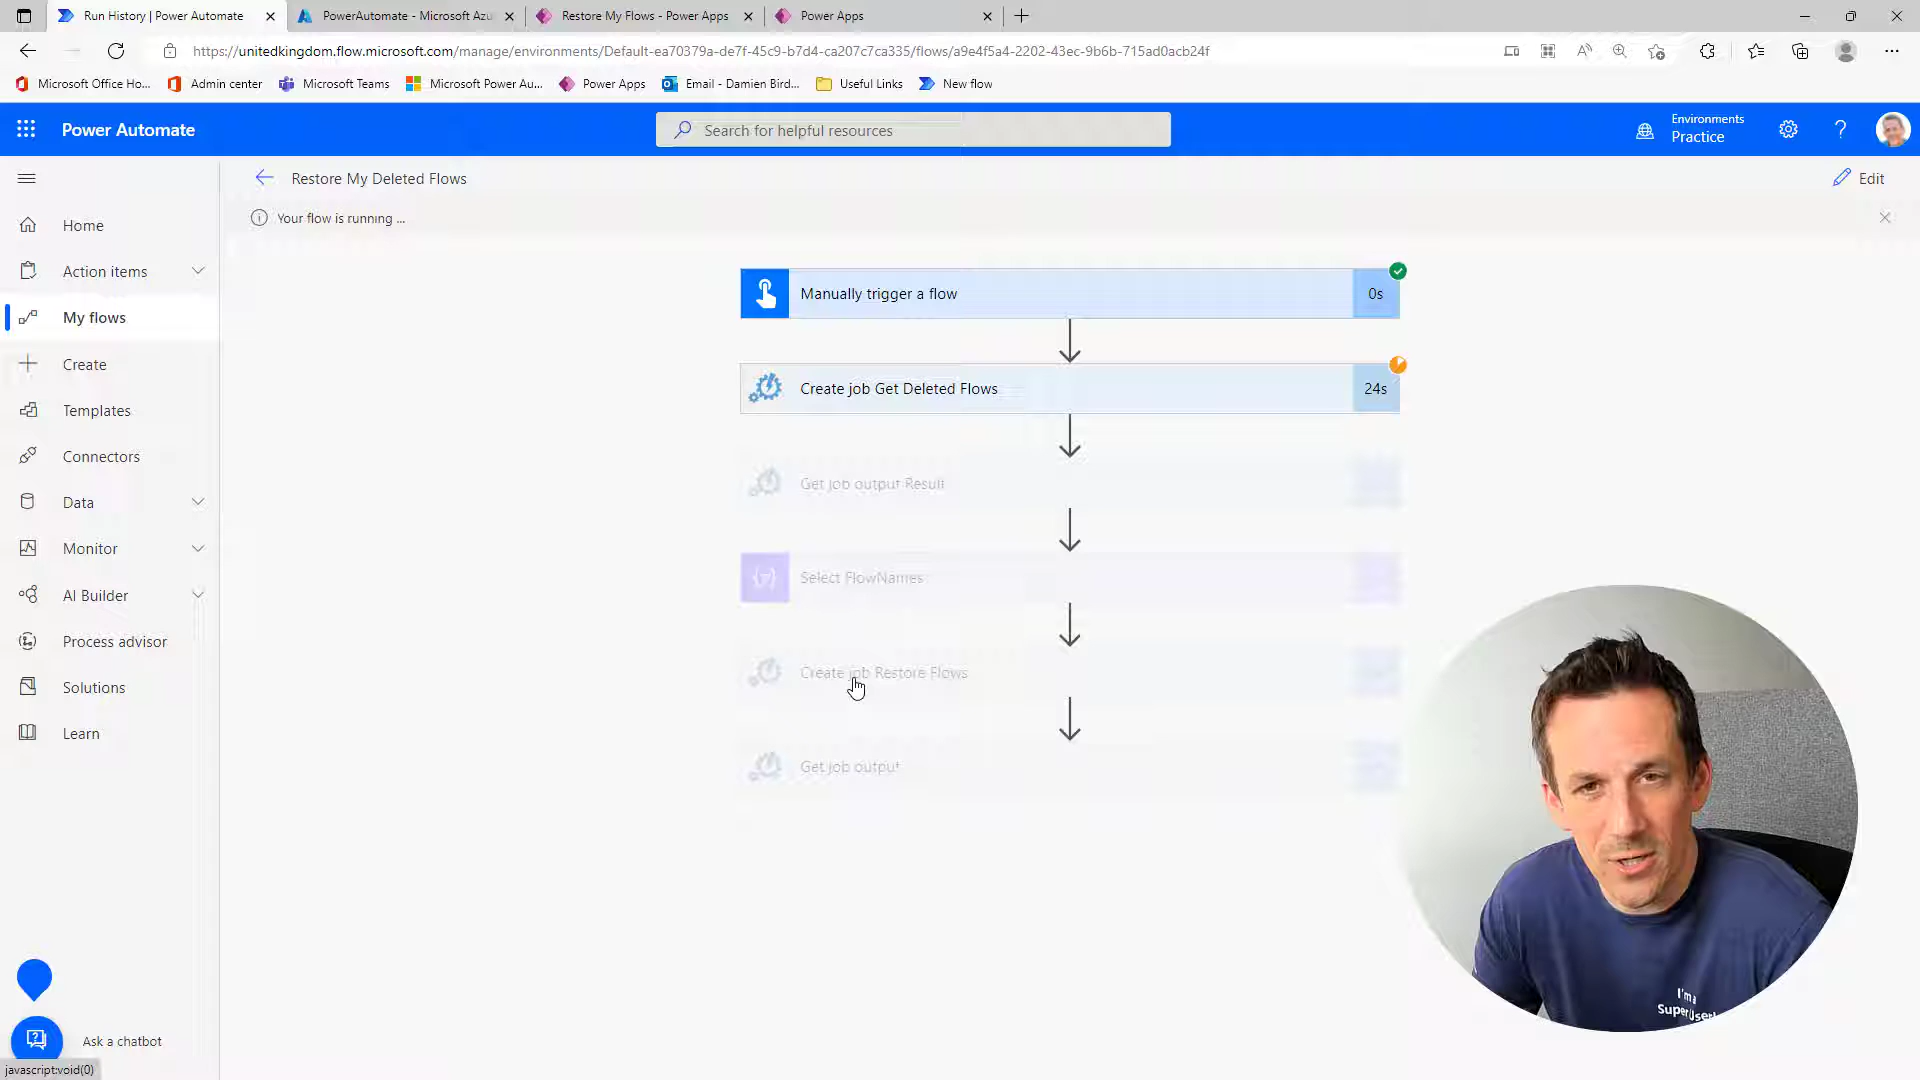 Run History | Power Automate
PowerAutomate - Microsoft Azu
Restore My Flows - Power Apps
Power Apps
https://unitedkingdom.flow.microsoft.com/manage/environments/Default-ea70379a-de7f-45c9-b7d4-ca207c7ca335/flows/a9e4f5a4-2202-43ec-9b6b-715ad0acb24f
Microsoft Office Ho...
Admin center
Microsoft Teams
Microsoft Power Au...
Power Apps
Email - Damien Bird...
Useful Links
New flow
Power Automate
Search for helpful resources
Environments
Practice
Restore My Deleted Flows
Edit
Your flow is running ...
Home
Action items
My flows
Create
Templates
Connectors
Data
Monitor
AI Builder
Process advisor
Solutions
Learn
Manually trigger a flow
0s
Create job Get Deleted Flows
24s
Get job output Result
Select FlowNames
Create job Restore Flows
Get job output
I'm a
SuperUser!
Ask a chatbot
javascript:void(0)